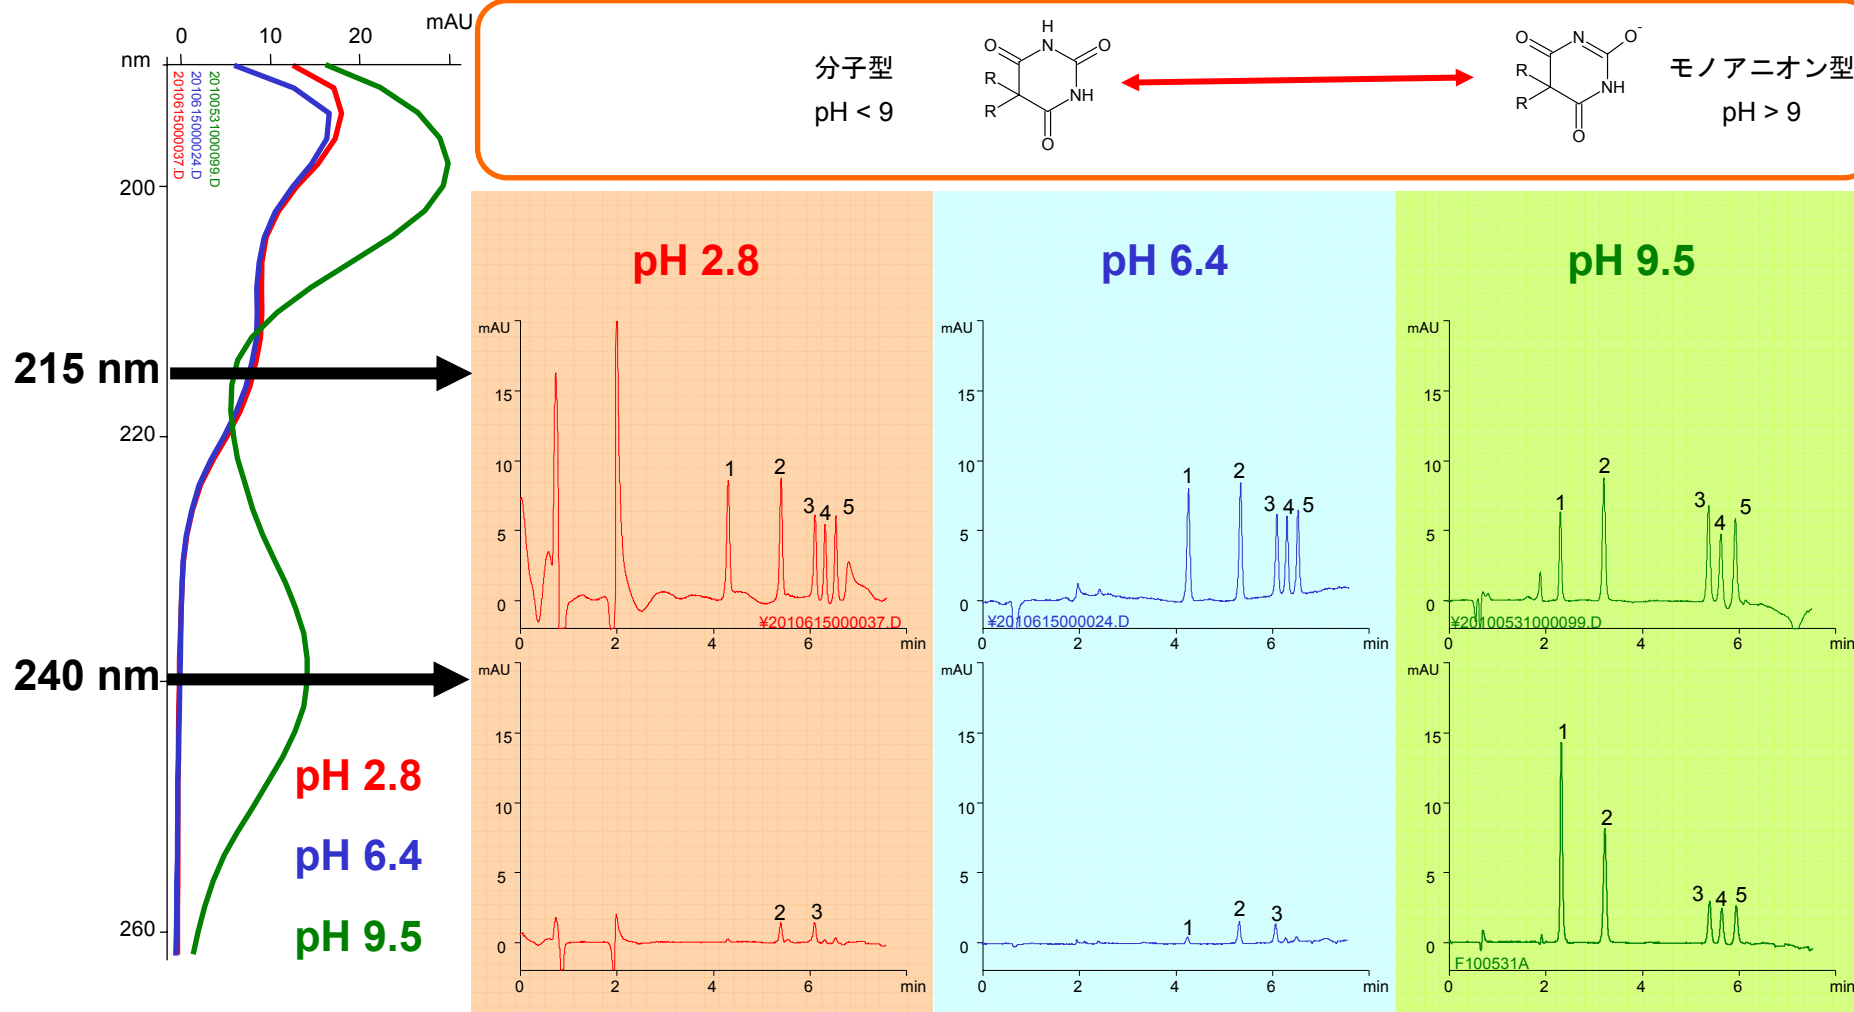 mAU
0 10 20
nm
20100531000099.D
2010615000024.D
2010615000037.D
200
220
260
215 nm
240 nm
pH 2.8
pH 6.4
pH 9.5
分子型
pH < 9
H
O N O
R
R NH
O
O N O-
R
R NH
O
モノアニオン型
pH > 9
pH 2.8
mAU
15
10
5
0
1 2 3 4 5
¥2010615000037.D
0 2 4 min
pH 6.4
mAU
15
10
5
0
1 2 3 4 5
¥2010615000024.D
0 2 4 6 min
pH 9.5
mAU
15
10
5
0
1 2 3 4 5
¥20100531000099.D
0 2 4 6 min
mAU
15
10
5
0
2 3
0 2 4 6 min
mAU
15
10
5
0
1 2 3
0 2 4 6 min
mAU
15
10
5
0
1 2 3 4 5
F100531A
0 2 4 6 min